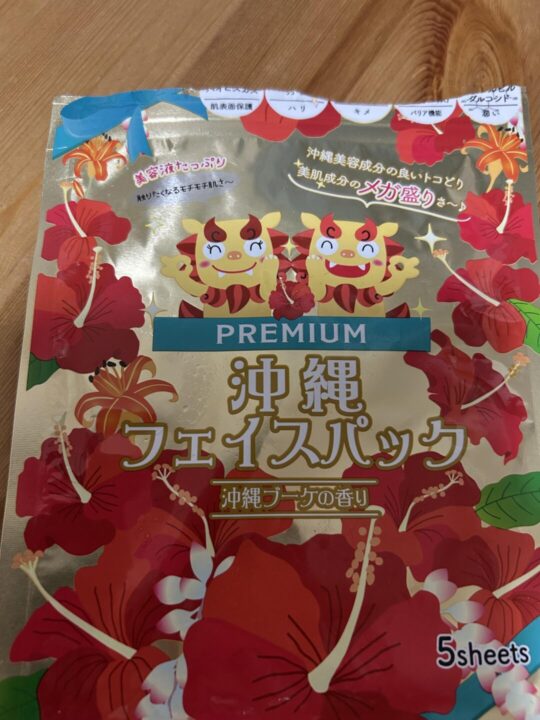 肌表面保護
ハリ
キメ
バリア機能
美容液たっぷり
触りたくなるモチモチ肌さ〜
沖縄美容成分の良いトコどり
美肌成分のメガ盛りさ〜♪
PREMIUM
沖縄
フェイスパック
沖縄ブーケの香り
5sheets